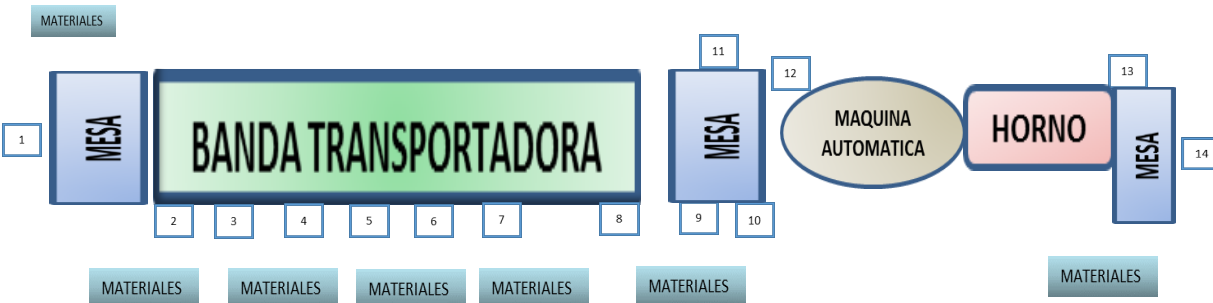 MATERIALES
11
12
13
1
MESA
BANDA TRANSPORTADORA
MESA
MAQUINA
AUTOMATICA
HORNO
MESA
14
2
3
4
5
6
7
8
9
10
MATERIALES
MATERIALES
MATERIALES
MATERIALES
MATERIALES
MATERIALES